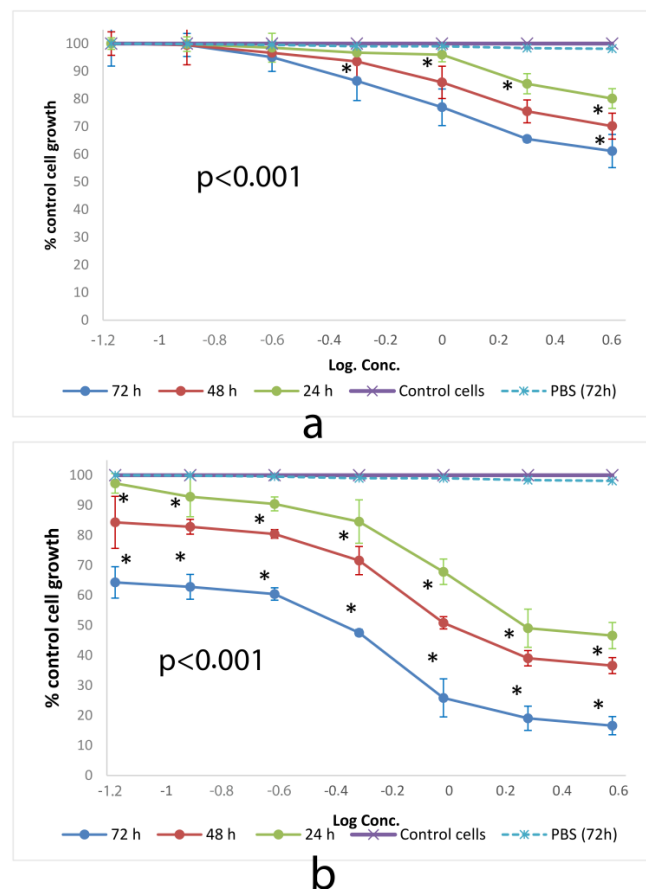 100
90
80
70
60
50
40
30
20
10
0
% control cell growth
* * * * *
p<0.001
-1.2 -1 -0.8 -0.6 -0.4 -0.2 0 0.2 0.4 0.6
Log. Conc.
72 h 48 h 24 h Control cells PBS (72h)
a
100
90
80
70
60
50
40
30
20
10
0
% control cell growth
* * * * * * *
* * * * * * *
p<0.001
-1.2 -1 -0.8 -0.6 -0.4 -0.2 0 0.2 0.4 0.6
Log Conc.
72 h 48 h 24 h Control cells PBS (72h)
b